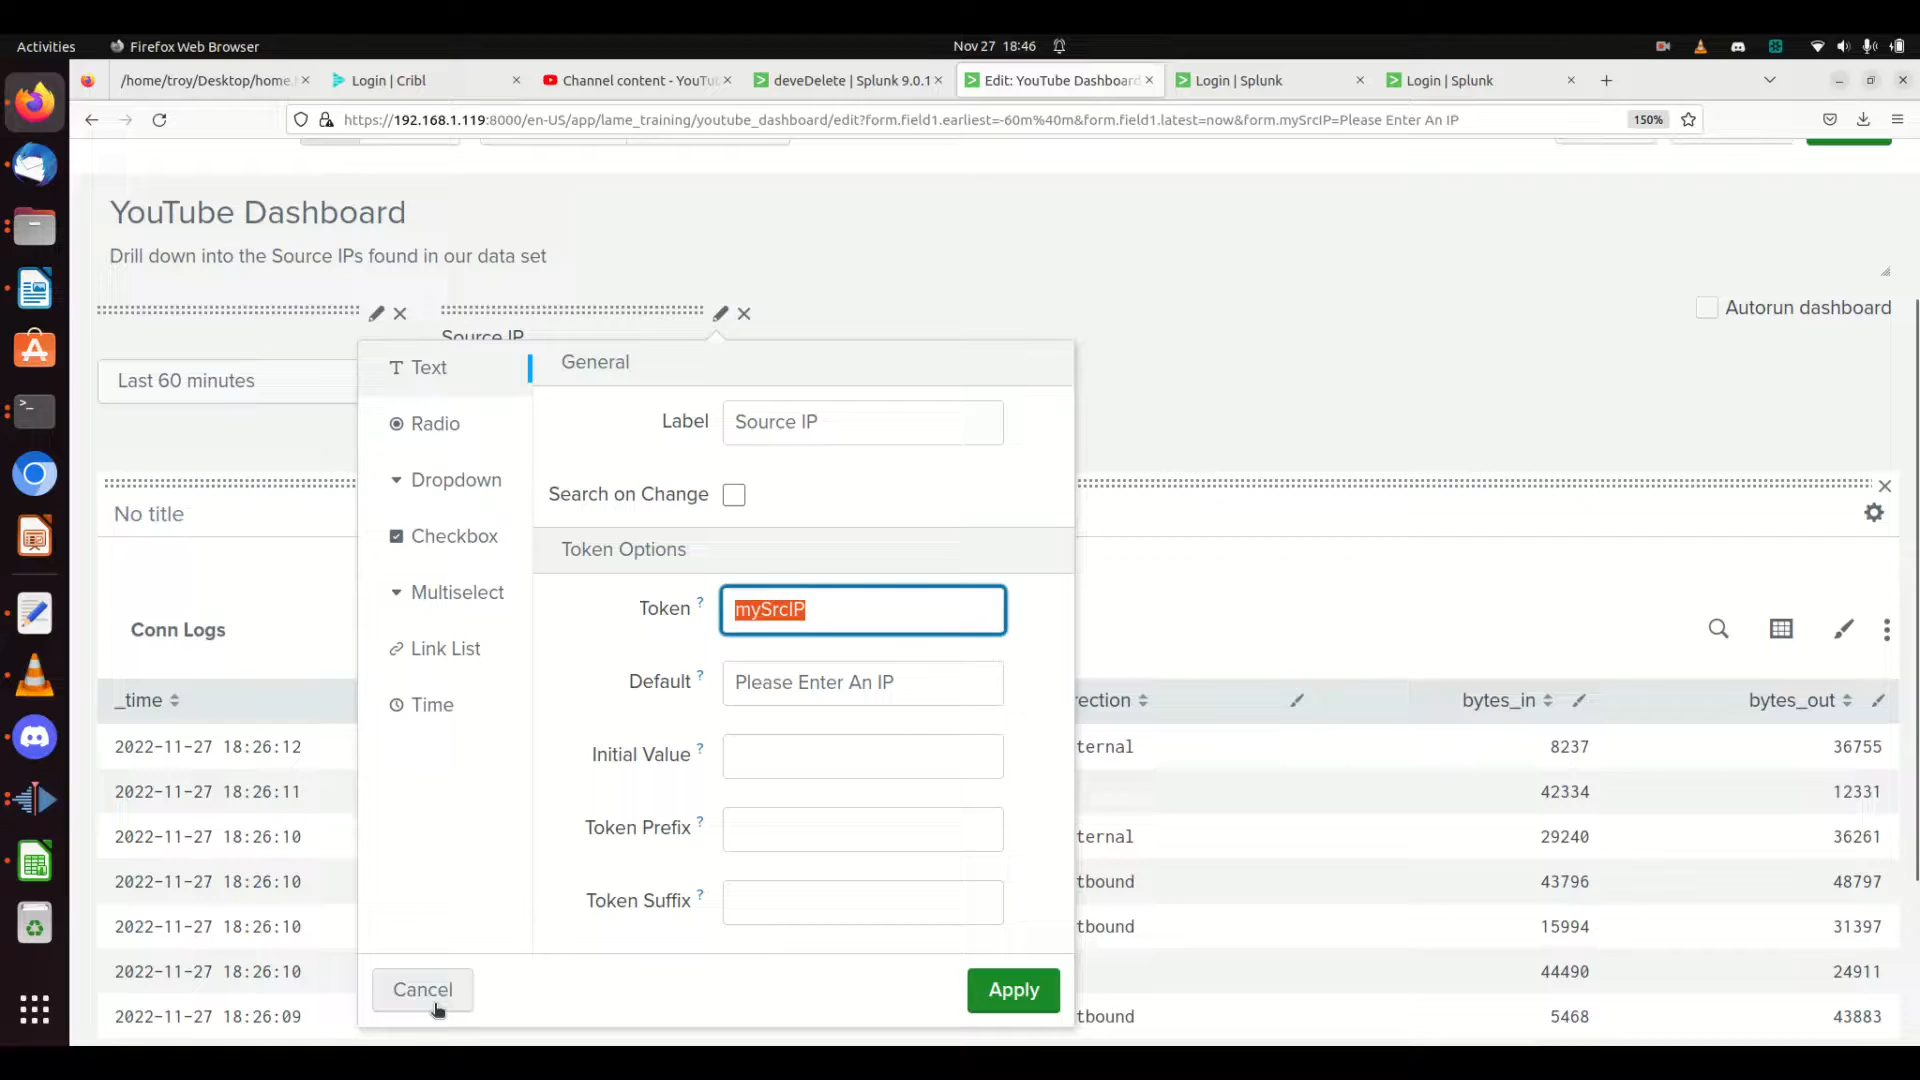 Activities
Firefox Web Browser
Nov 27 18:46
/home/troy/Desktop/home.
Login | Cribl
Channel content - YouTu
deveDelete | Splunk 9.0.1
Edit: YouTube Dashboard
Login | Splunk
Login | Splunk
https://192.168.1.119:8000/en-US/app/lame_training/youtube_dashboard/edit?form.field1.earliest=-60m%40m&form.field1.latest=now&form.mySrcIP=Please Enter An IP
150%
YouTube Dashboard
Drill down into the Source IPs found in our data set
Autorun dashboard
Source IP
Last 60 minutes
Text
Radio
Dropdown
Checkbox
Multiselect
Link List
Time
General
Label
Source IP
Search on Change
Token Options
Token ?
mySrcIP
Default ?
Please Enter An IP
Initial Value ?
Token Prefix ?
Token Suffix ?
Cancel
Apply
No title
Conn Logs
_time
rection
bytes_in
bytes_out
2022-11-27 18:26:12 ternal 8237 36755
2022-11-27 18:26:11 42334 12331
2022-11-27 18:26:10 ternal 29240 36261
2022-11-27 18:26:10 tbound 43796 48797
2022-11-27 18:26:10 tbound 15994 31397
2022-11-27 18:26:10 44490 24911
2022-11-27 18:26:09 tbound 5468 43883